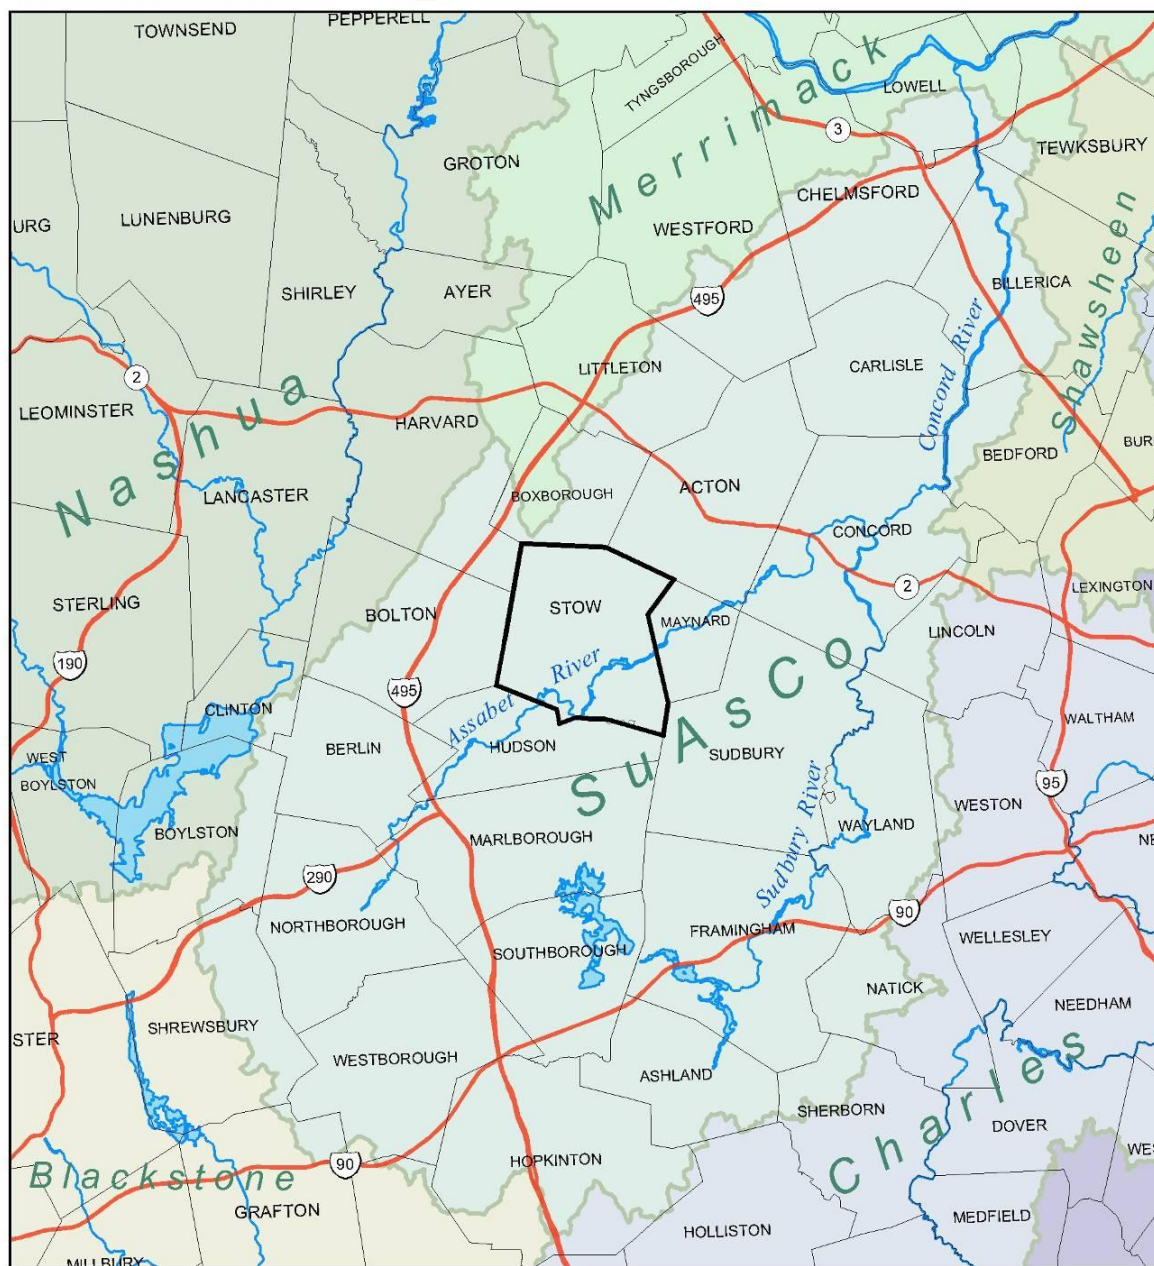 TOWNSEND
PEPPERELL
TYNGSBOROUGH
LOWELL
3
TEWKSBURY
GROTON
Merrimack
CHELMSFORD
LUNENBURG
URG
WESTFORD
Shawsheen
BILLERICA
SHIRLEY
AYER
495
Concord River
LITTLETON
CARLISLE
2
LEOMINSTER
HARVARD
Nashua
BEDFORD
BUR
LANCASTER
BOXBOROUGH
ACTON
CONCORD
2
LEXINGTON
STERLING
BOLTON
STOW
MAYNARD
LINCOLN
190
495
Assabet River
SuAsCo
CLINTON
WALTHAM
BERLIN
HUDSON
SUDBURY
WEST
BOYLSTON
95
WESTON
Sudbury River
BOYLSTON
MARLBOROUGH
WAYLAND
NE
290
90
NORTHBOROUGH
FRAMINGHAM
WELLESLEY
SOUTHBOROUGH
NATICK
NEEDHAM
SHREWSBURY
STER
WESTBOROUGH
ASHLAND
Charles
SHERBORN
DOVER
WES
HOPKINTON
90
Blackstone
GRAFTON
MEDFIELD
HOLLISTON
MILLBURY